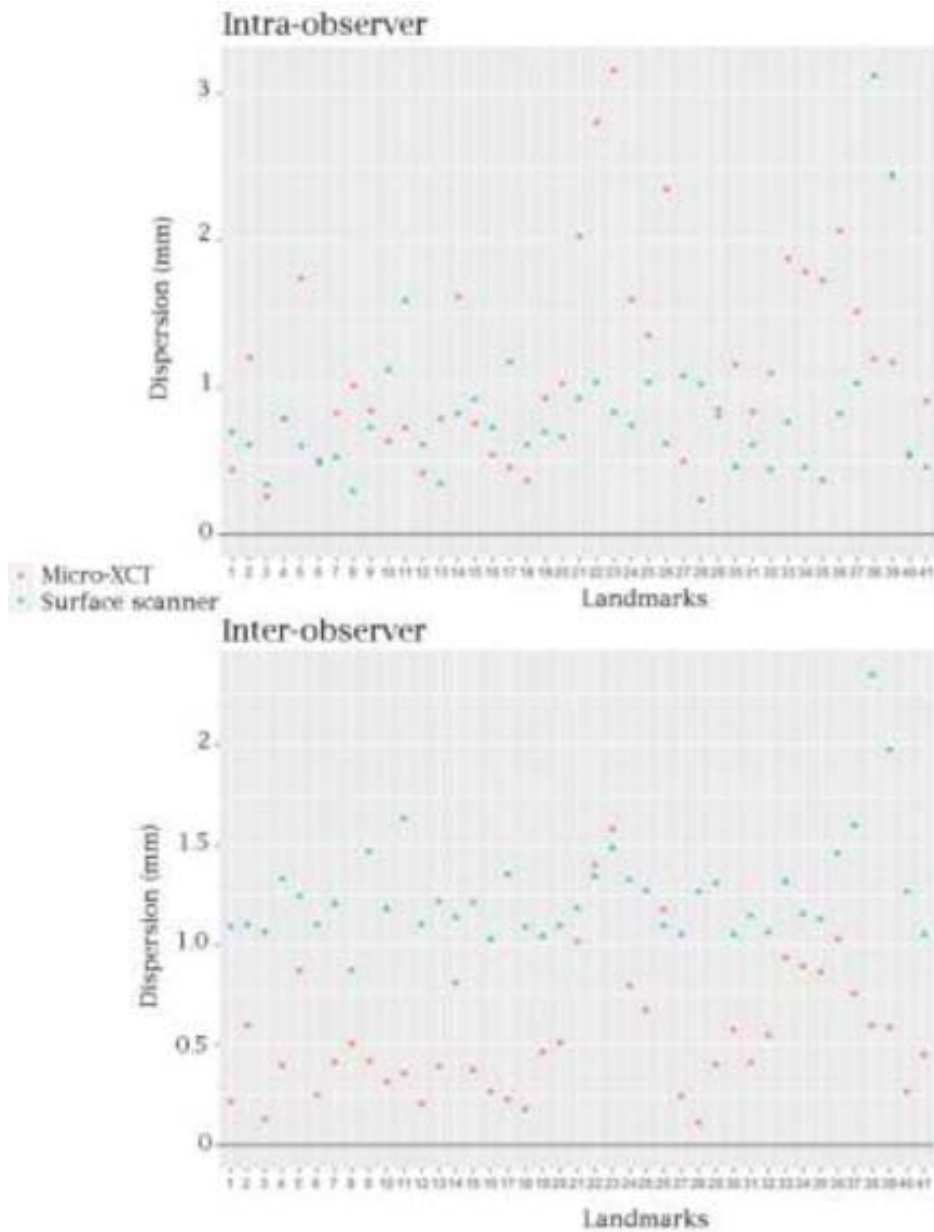 Intra-observer
3
2
1
0
Dispersion (mm)
1 2 3 4 5 6 7 8 9 10 11 12 13 14 15 16 17 18 19 20 21 22 23 24 25 26 27 28 29 30 31 32 33 34 35 36 37 38 39 40 41
Landmarks
Micro-XCT
Surface scanner
Inter-observer
2
1.5
1.0
0.5
0
Dispersion (mm)
1 2 3 4 5 6 7 8 9 10 11 12 13 14 15 16 17 18 19 20 21 22 23 24 25 26 27 28 29 30 31 32 33 34 35 36 37 38 39 40 41
Landmarks